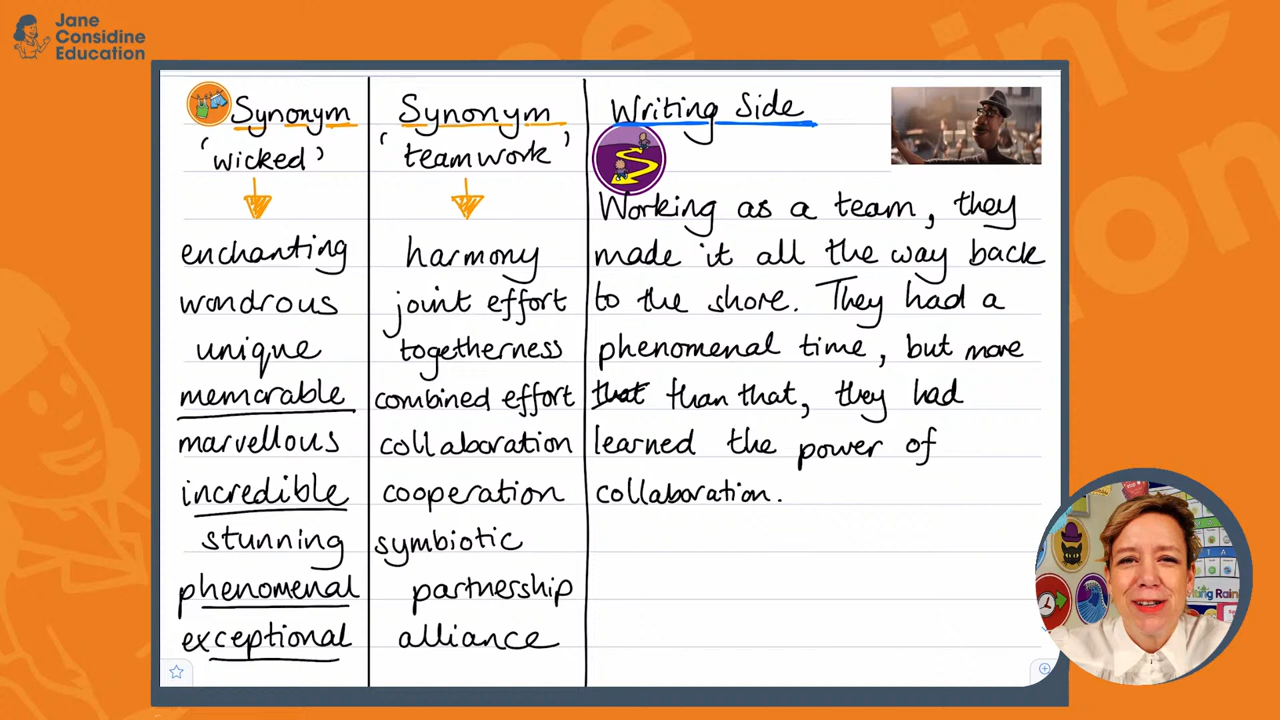 Jane
Considine
Education
Synonym
'wicked'
enchanting
wondrous
unique
memorable
marvellous
incredible
stunning
phenomenal
exceptional
Synonym
'teamwork'
harmony
joint effort
togetherness
combined effort
collaboration
cooperation
symbiotic
partnership
alliance
Writing Side
Working as a team, they
made it all the way back
to the shore. They had a
phenomenal time, but more
that than that, they had
learned the power of
collaboration.